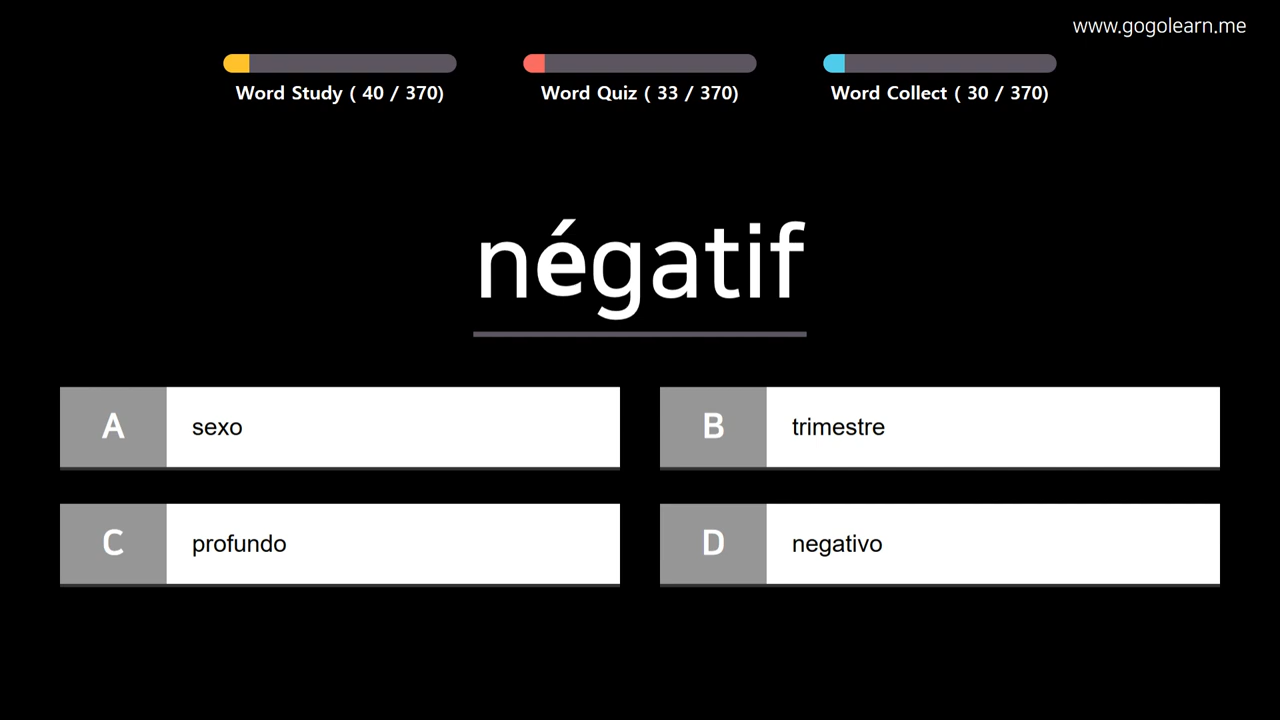 www.gogolearn.me
Word Study ( 40 / 370)
Word Quiz ( 33 / 370)
Word Collect ( 30 / 370)
négatif
A sexo
B trimestre
C profundo
D negativo